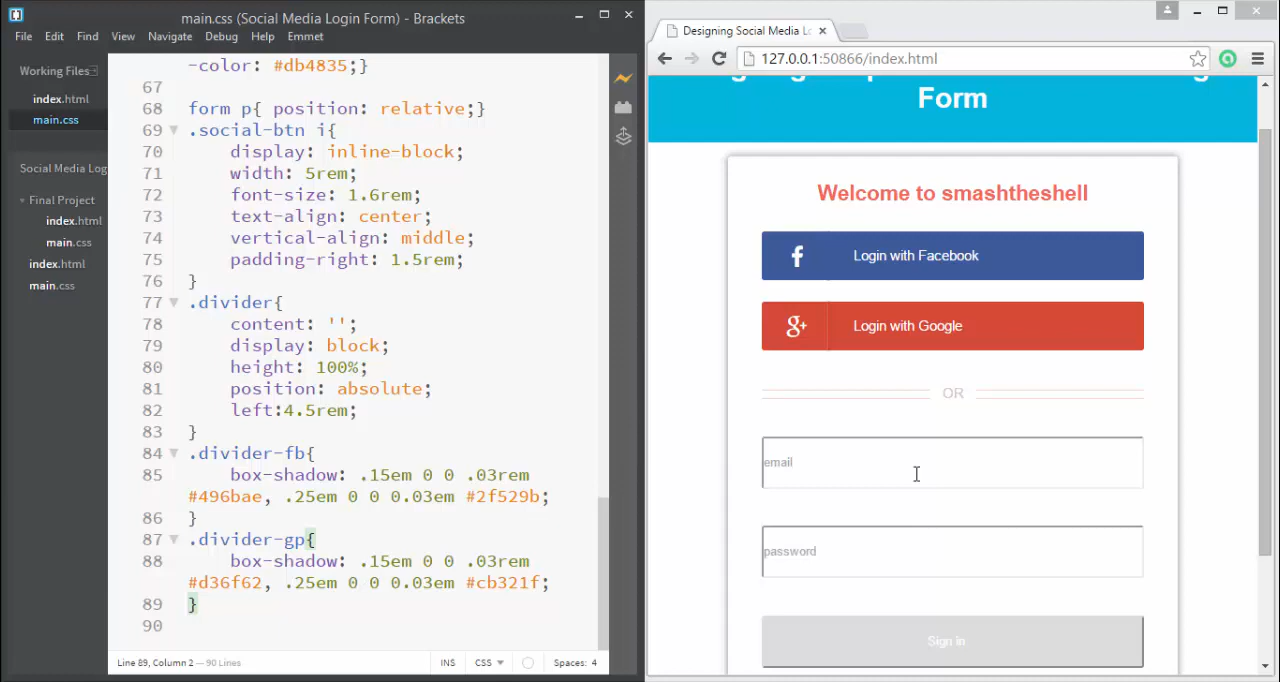 main.css (Social Media Login Form) - Brackets
File Edit Find View Navigate Debug Help Emmet
Working Files
index.html
main.css
Social Media Log
Final Project
index.html
main.css
index.html
main.css
-color: #db4835;}
67
68 form p{ position: relative;}
69 .social-btn i{
70 display: inline-block;
71 width: 5rem;
72 font-size: 1.6rem;
73 text-align: center;
74 vertical-align: middle;
75 padding-right: 1.5rem;
76 }
77 .divider{
78 content: '';
79 display: block;
80 height: 100%;
81 position: absolute;
82 left:4.5rem;
83 }
84 .divider-fb{
85 box-shadow: .15em 0 0 .03rem
#496bae, .25em 0 0 0.03em #2f529b;
86 }
87 .divider-gp{
88 box-shadow: .15em 0 0 .03rem
#d36f62, .25em 0 0 0.03em #cb321f;
89 }
90
Line 89, Column 2 — 90 Lines
INS CSS Spaces: 4
Designing Social Media Lo
127.0.0.1:50866/index.html
Form
Welcome to smashtheshell
f Login with Facebook
g+ Login with Google
OR
email
password
Sign in